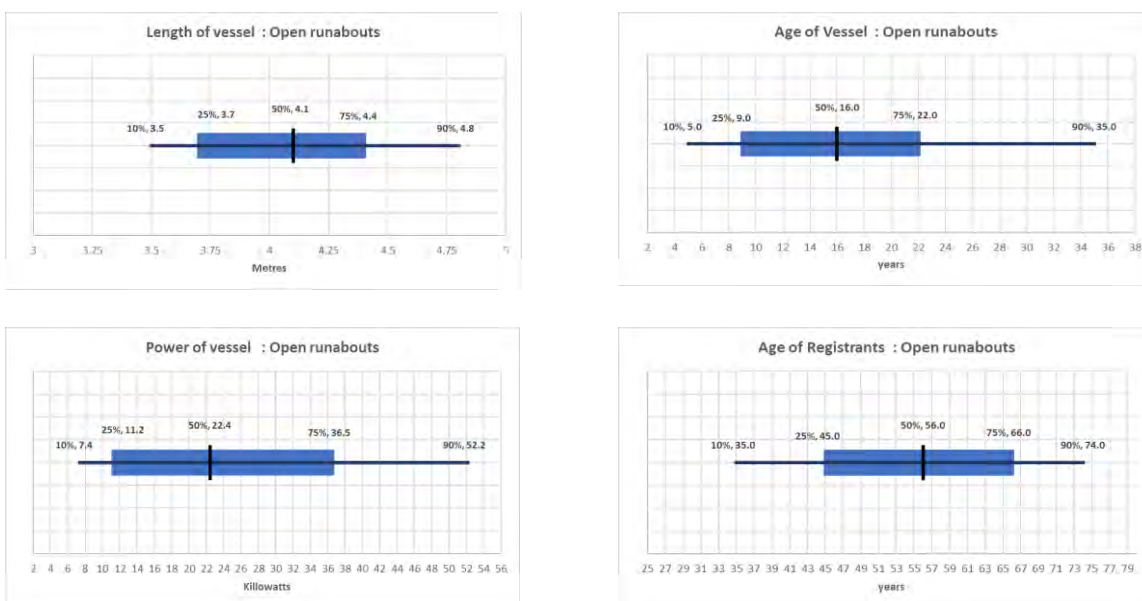 Length of vessel : Open runabouts
10%, 3.5
25%, 3.7
50%, 4.1
75%, 4.4
90%, 4.8
3 3.25 3.5 3.75 4 4.25 4.5 4.75 5
Metres
Age of Vessel : Open runabouts
10%, 5.0
25%, 9.0
50%, 16.0
75%, 22.0
90%, 35.0
2 4 6 8 10 12 14 16 18 20 22 24 26 28 30 32 34 36 38
years
Power of vessel : Open runabouts
10%, 7.4
25%, 11.2
50%, 22.4
75%, 36.5
90%, 52.2
2 4 6 8 10 12 14 16 18 20 22 24 26 28 30 32 34 36 38 40 42 44 46 48 50 52 54 56
Killowatts
Age of Registrants : Open runabouts
10%, 35.0
25%, 45.0
50%, 56.0
75%, 66.0
90%, 74.0
25 27 29 31 33 35 37 39 41 43 45 47 49 51 53 55 57 59 61 63 65 67 69 71 73 75 77 79
years